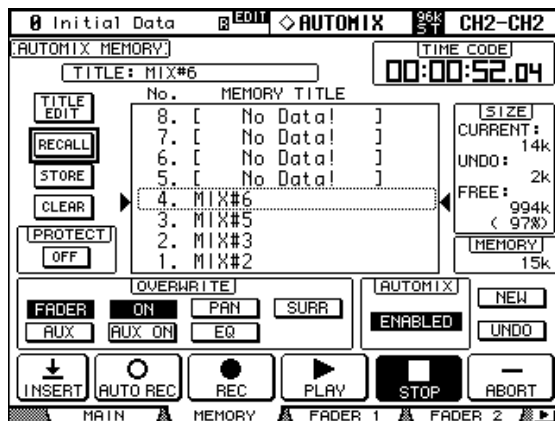 0 Initial Data R EDIT ◇AUTOMIX 96k ST CH2-CH2
AUTOMIX MEMORY
TIME CODE
00:00:52.04
TITLE: MIX#6
No. MEMORY TITLE
8. [ No Data! ]
7. [ No Data! ]
6. [ No Data! ]
5. [ No Data! ]
4. MIX#6
3. MIX#5
2. MIX#3
1. MIX#2
TITLE EDIT
RECALL
STORE
CLEAR
PROTECT
OFF
SIZE
CURRENT:
14k
UNDO:
2k
FREE:
994k
( 97%)
MEMORY
15k
OVERWRITE
FADER ON PAN SURR
AUX AUX ON EQ
AUTOMIX
ENABLED
NEW
UNDO
INSERT AUTO REC REC PLAY STOP ABORT
MAIN MEMORY FADER 1 FADER 2